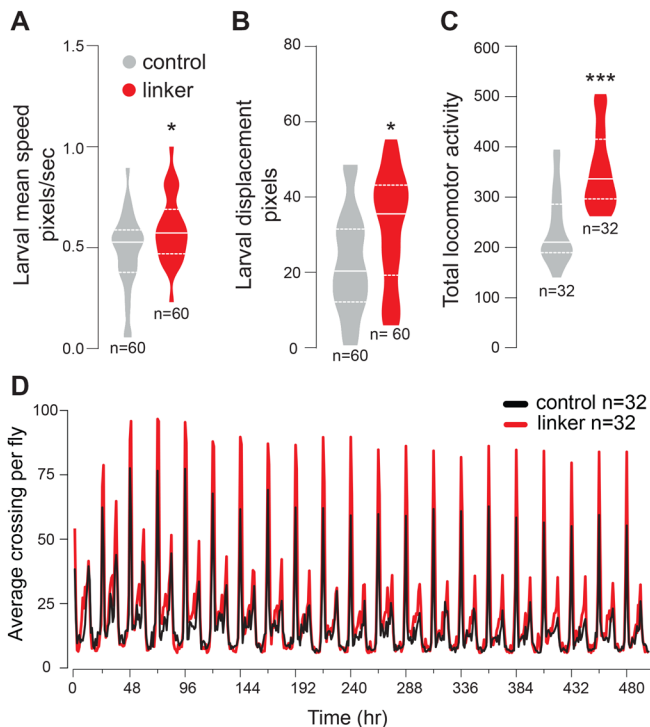 A
B
C
1.5
1.0
0.5
0.0
Larval mean speed
pixels/sec
control
linker
*
n=60
n=60
80
60
40
20
0
Larval displacement
pixels
*
n=60
n= 60
600
500
400
300
200
100
0
Total locomotor activity
***
n=32
n=32
D
100
75
50
25
0
Average crossing per fly
control n=32
linker n=32
0 48 96 144 192 240 288 336 384 432 480
Time (hr)